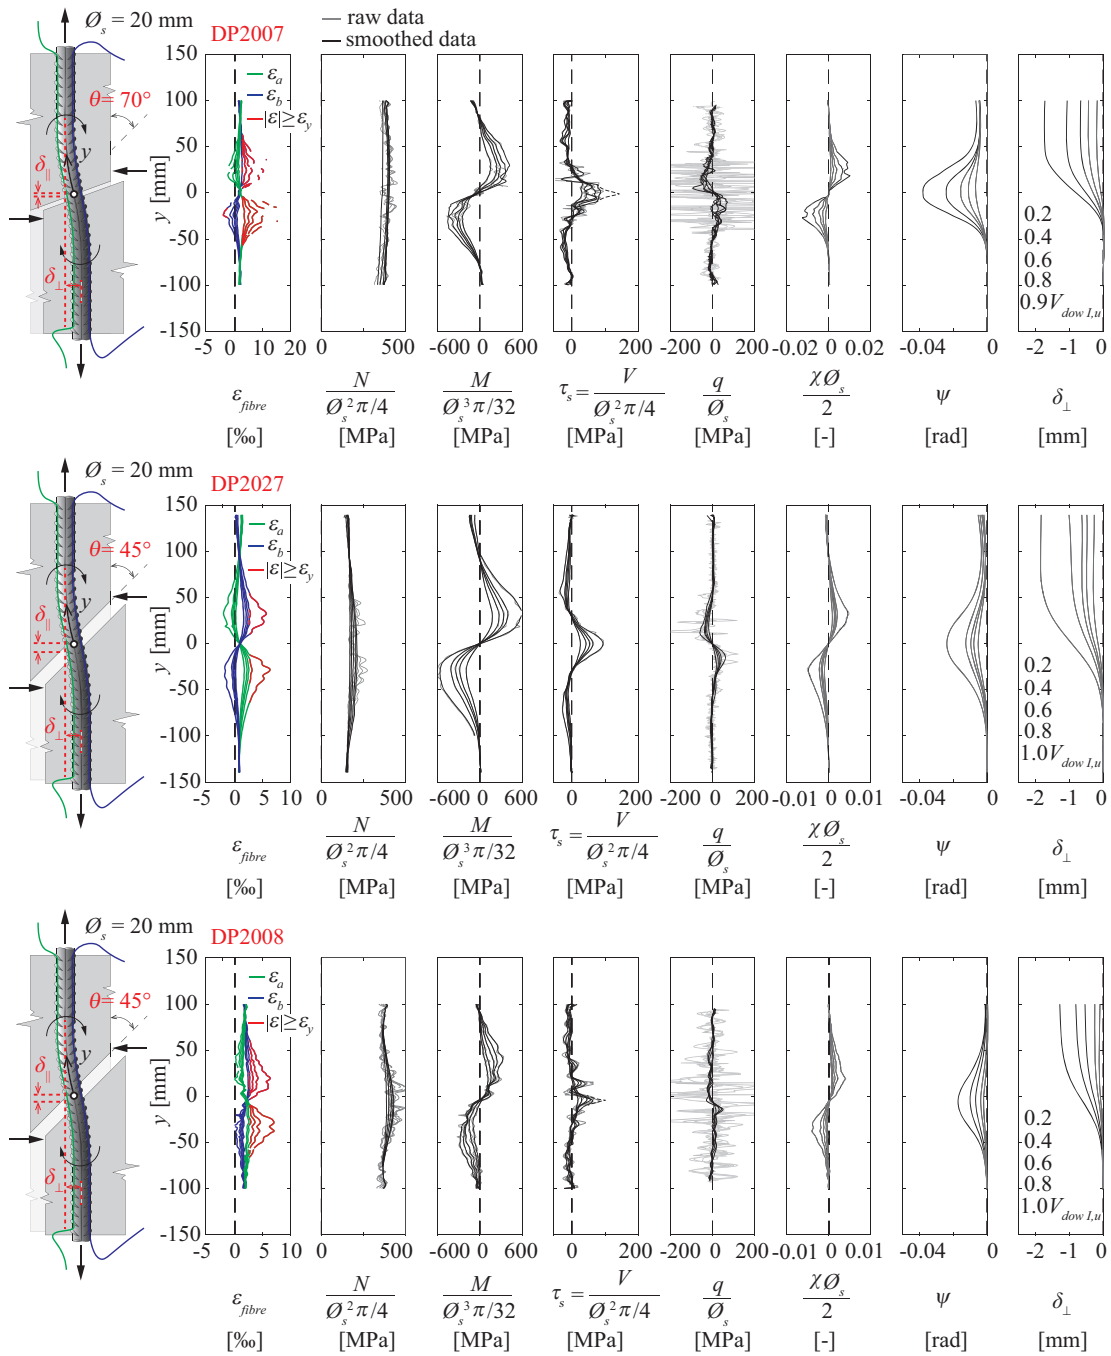 Ø_s = 20 mm
DP2007
raw data
smoothed data
θ = 70°
y
δ_∥
δ_⊥
y [mm]
150
100
50
0
-50
-100
-150
ε_a
ε_b
|ε| ≥ ε_y
0.2
0.4
0.6
0.8
0.9V_dow I,u
-5 0 10 20
0 500
-600 0 600
0 200
-200 0 200
-0.02 0 0.02
-0.04 0
-2 -1 0
ε_fibre
N / Ø_s² π/4
M / Ø_s³ π/32
τ_s = V / Ø_s² π/4
q / Ø_s
χØ_s / 2
ψ
δ_⊥
[‰] [MPa] [MPa] [MPa] [MPa] [-] [rad] [mm]
Ø_s = 20 mm
DP2027
θ = 45°
y
δ_∥
δ_⊥
y [mm]
150
100
50
0
-50
-100
-150
ε_a
ε_b
|ε| ≥ ε_y
0.2
0.4
0.6
0.8
1.0V_dow I,u
-5 0 5 10
0 500
-600 0 600
0 200
-200 0 200
-0.01 0 0.01
-0.04 0
-2 -1 0
ε_fibre
N / Ø_s² π/4
M / Ø_s³ π/32
τ_s = V / Ø_s² π/4
q / Ø_s
χØ_s / 2
ψ
δ_⊥
[‰] [MPa] [MPa] [MPa] [MPa] [-] [rad] [mm]
Ø_s = 20 mm
DP2008
θ = 45°
y
δ_∥
δ_⊥
y [mm]
150
100
50
0
-50
-100
-150
ε_a
ε_b
|ε| ≥ ε_y
0.2
0.4
0.6
0.8
1.0V_dow I,u
-5 0 5 10
0 500
-600 0 600
0 200
-200 0 200
-0.01 0 0.01
-0.04 0
-2 -1 0
ε_fibre
N / Ø_s² π/4
M / Ø_s³ π/32
τ_s = V / Ø_s² π/4
q / Ø_s
χØ_s / 2
ψ
δ_⊥
[‰] [MPa] [MPa] [MPa] [MPa] [-] [rad] [mm]